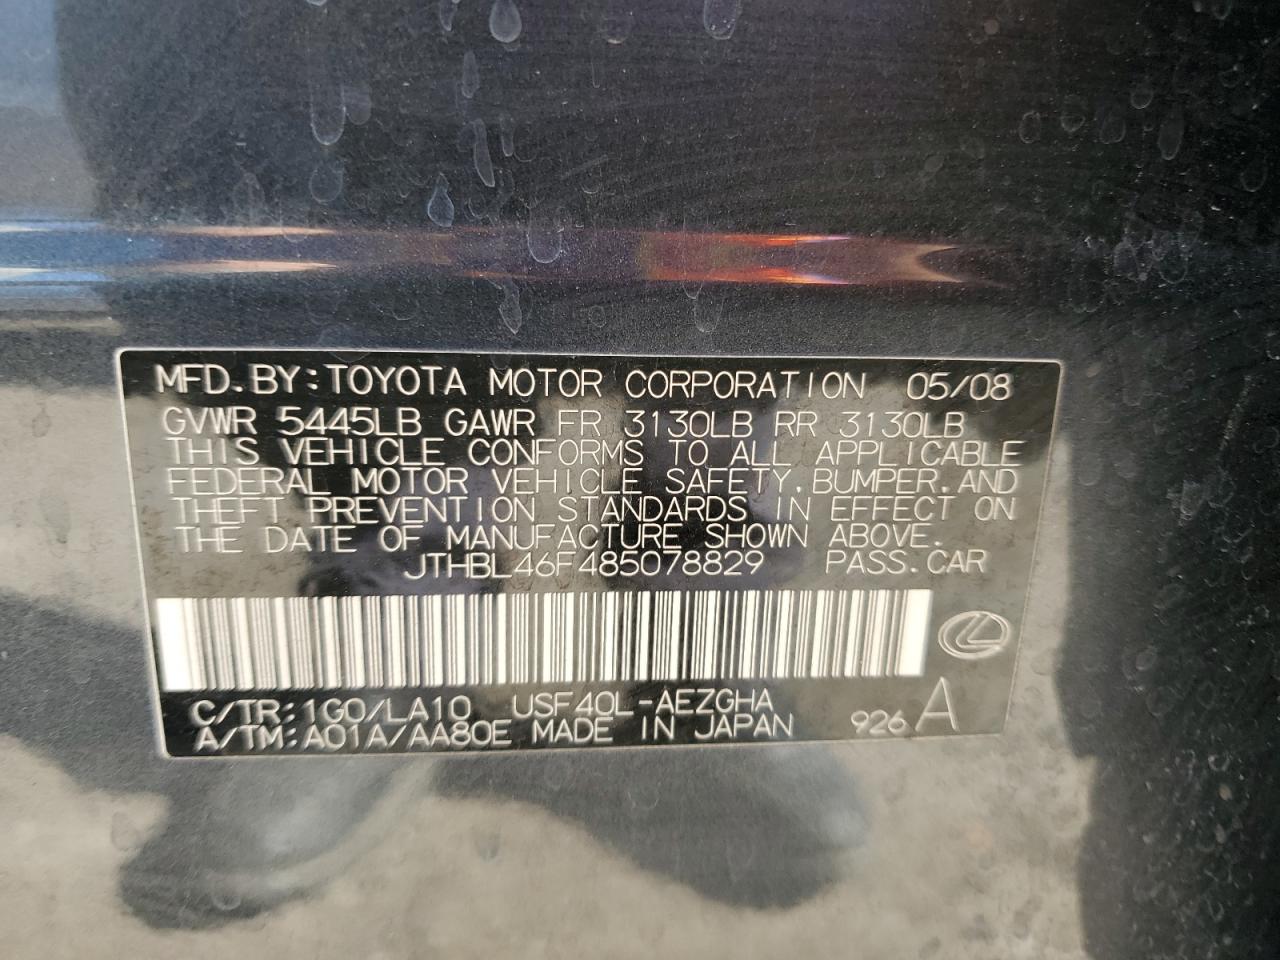 MFD.BY:TOYOTA MOTOR CORPORATION 05/08
GVWR 5445LB GAWR FR 3130LB RR 3130LB
THIS VEHICLE CONFORMS TO ALL APPLICABLE
FEDERAL MOTOR VEHICLE SAFETY,BUMPER,AND
THEFT PREVENTION STANDARDS IN EFFECT ON
THE DATE OF MANUFACTURE SHOWN ABOVE.
JTHBL46F485078829 PASS.CAR
C/TR:1G0/LA10 USF40L-AEZGHA
A/TM:A01A/AA80E MADE IN JAPAN 926 A